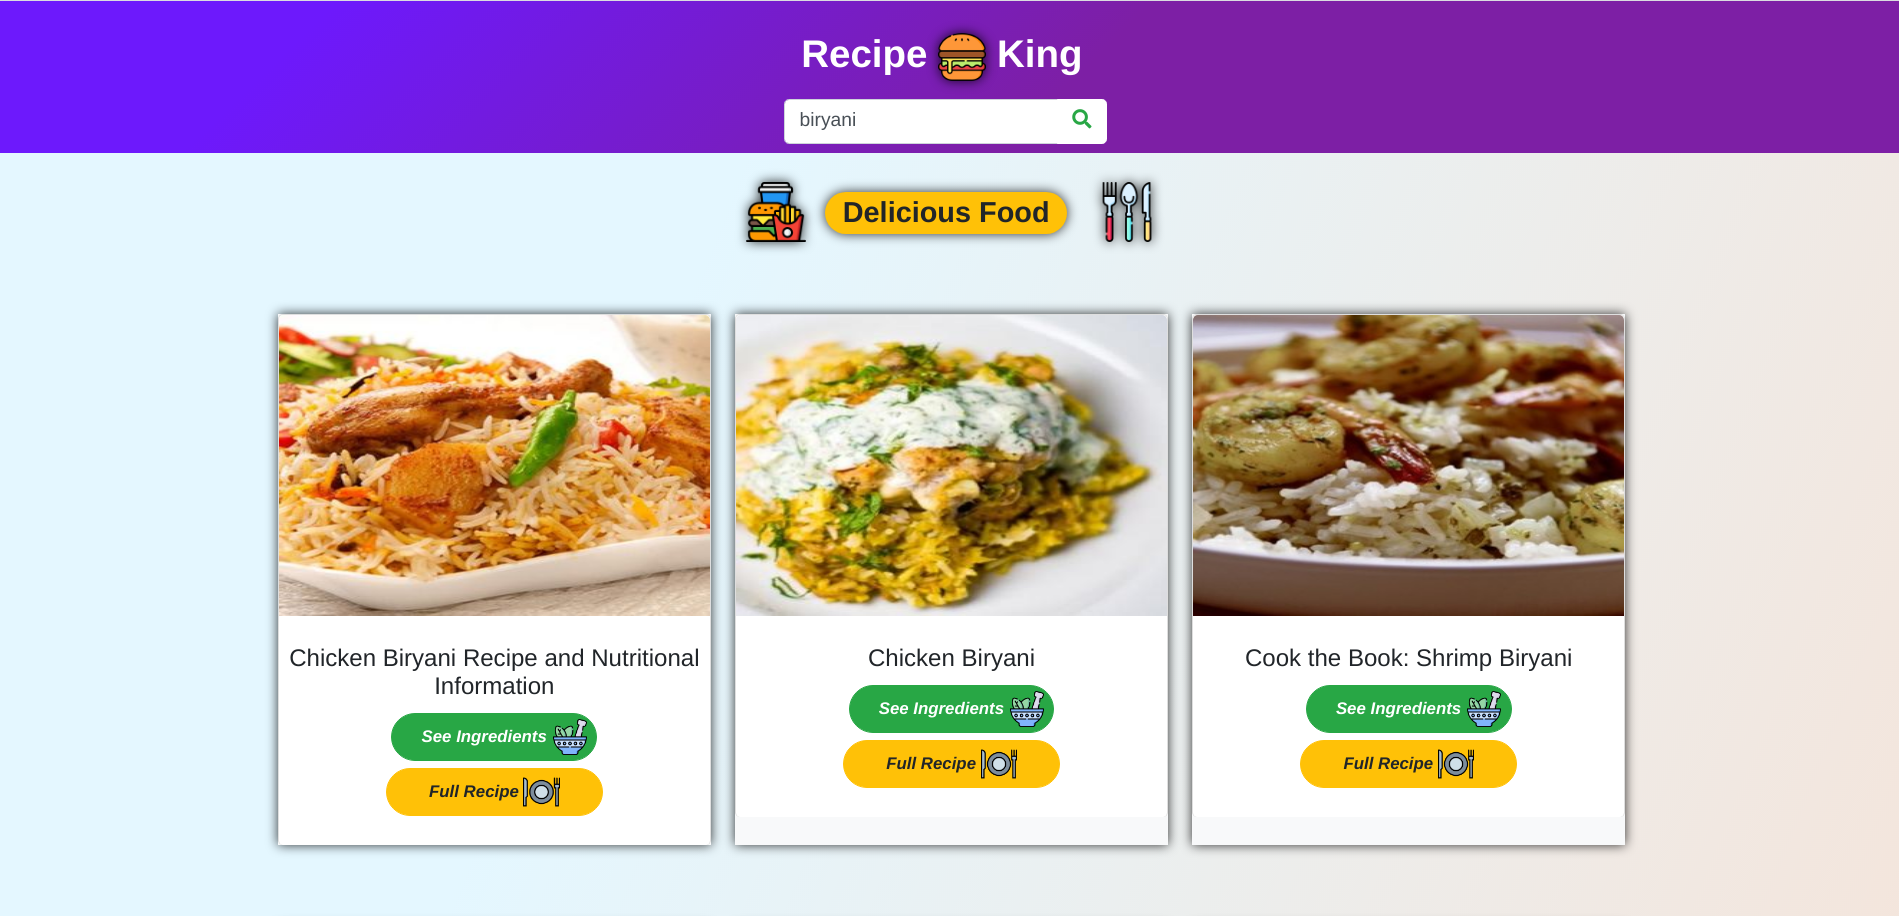 Recipe King
biryani
Delicious Food
Chicken Biryani Recipe and Nutritional
Information
See Ingredients
Full Recipe
Chicken Biryani
See Ingredients
Full Recipe
Cook the Book: Shrimp Biryani
See Ingredients
Full Recipe